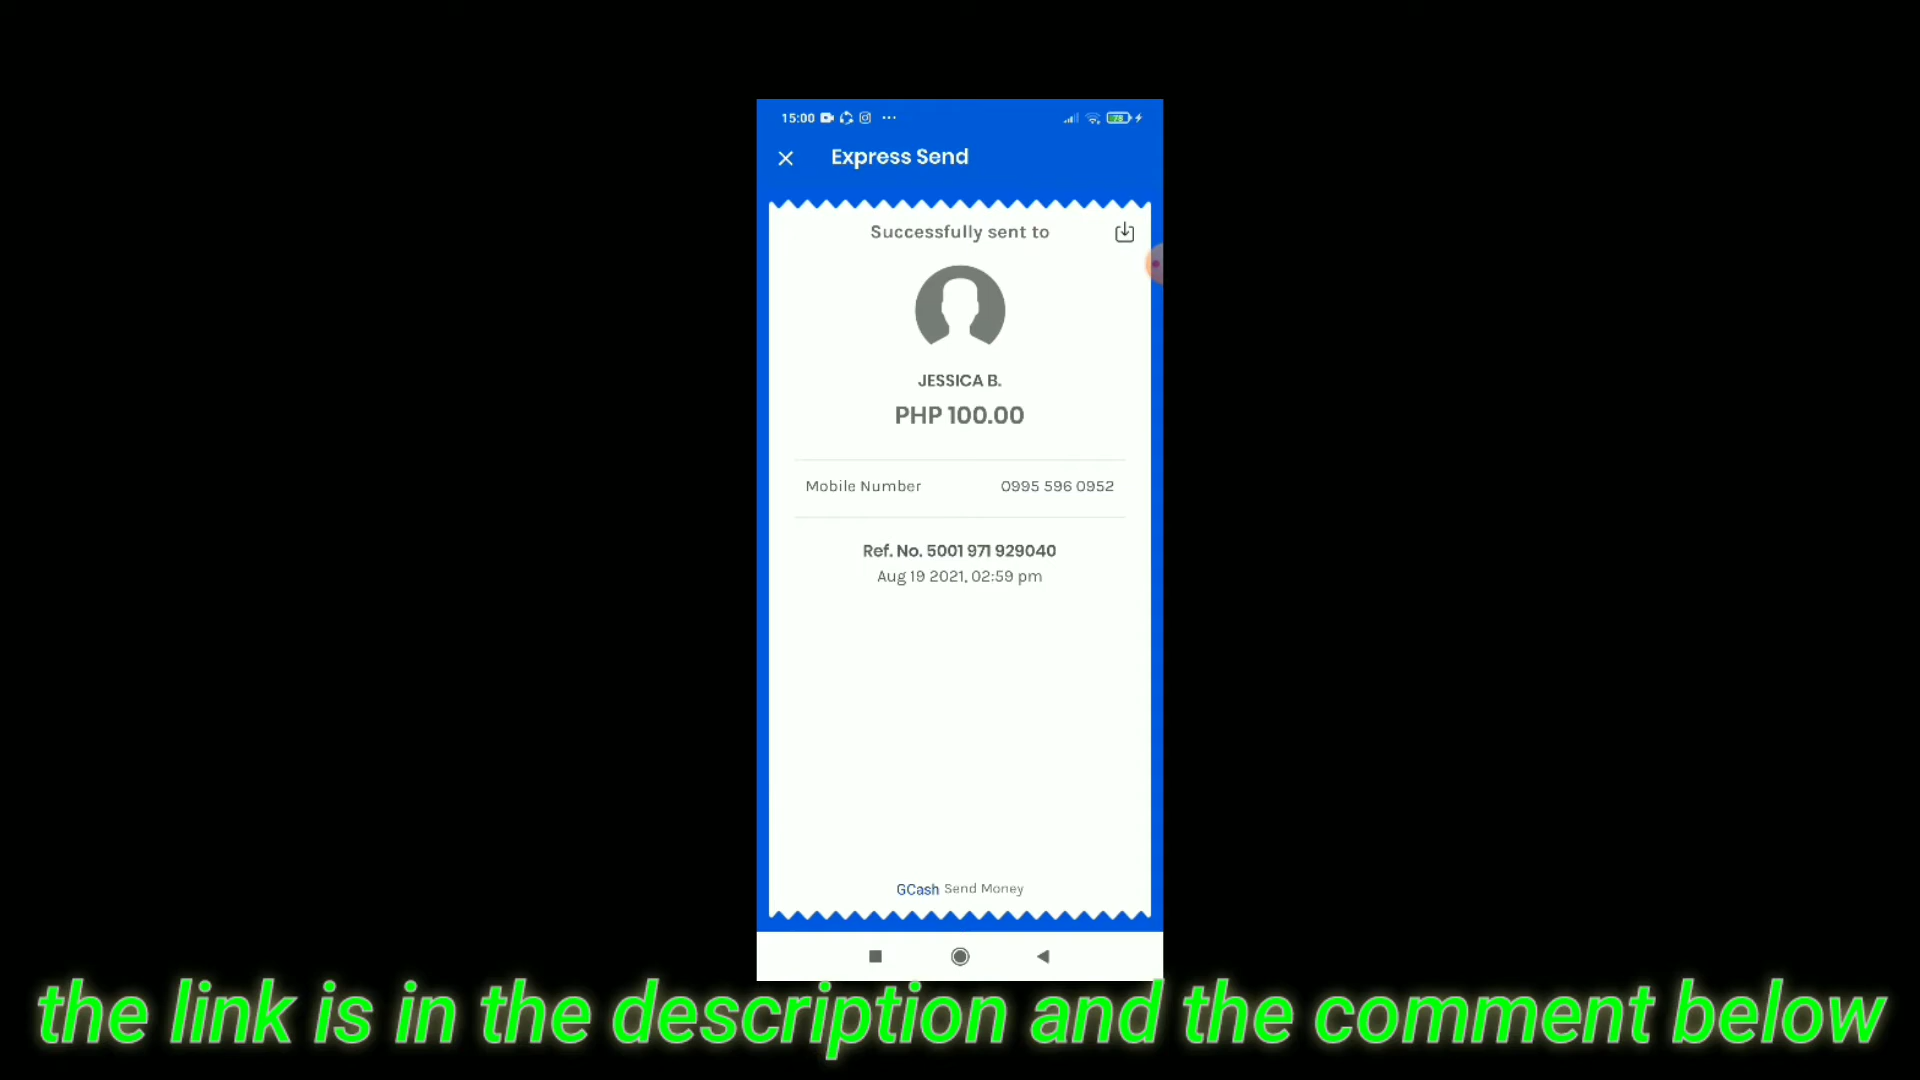 15:00 78
Express Send
Successfully sent to
JESSICA B.
PHP 100.00
Mobile Number 0995 596 0952
Ref. No. 5001 971 929040
Aug 19 2021, 02:59 pm
GCash Send Money
the link is in the description and the comment below